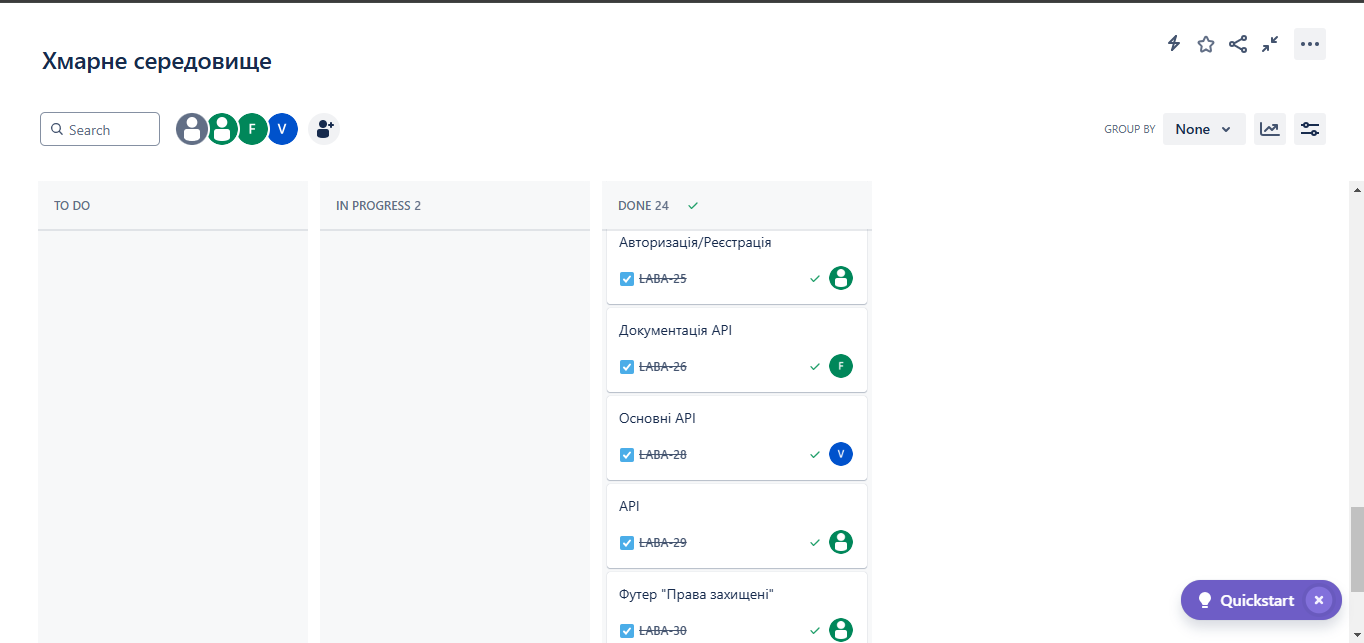 Хмарне середовище
Search
F
V
GROUP BY
None
TO DO
IN PROGRESS 2
DONE 24
Авторизація/Реєстрація
LABA-25
Документація API
LABA-26
F
Основні API
LABA-28
V
API
LABA-29
Футер "Права захищені"
LABA-30
Quickstart